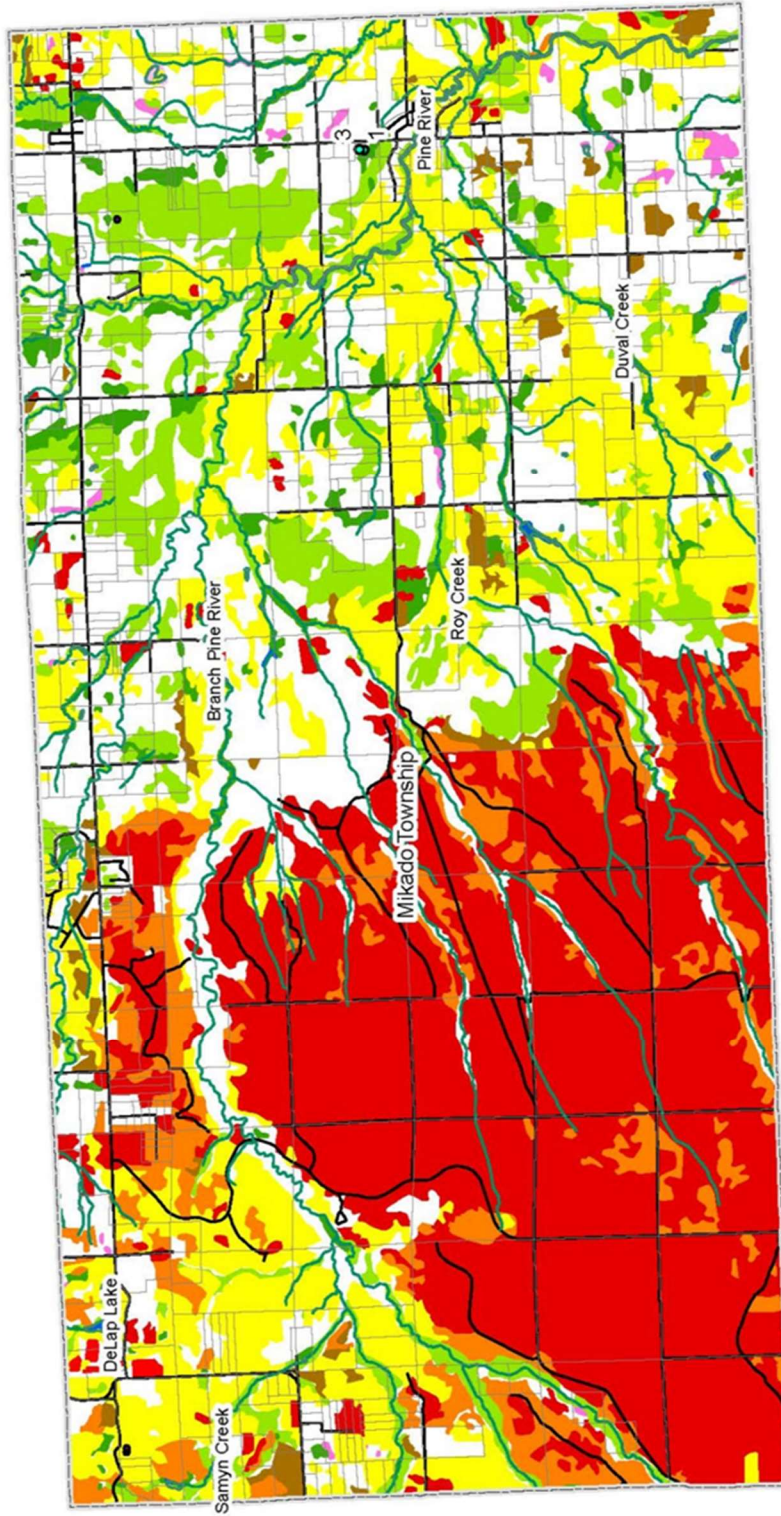 3
1
Pine River
Duval Creek
Branch Pine River
Roy Creek
Mikado Township
DeLap Lake
Samyn Creek